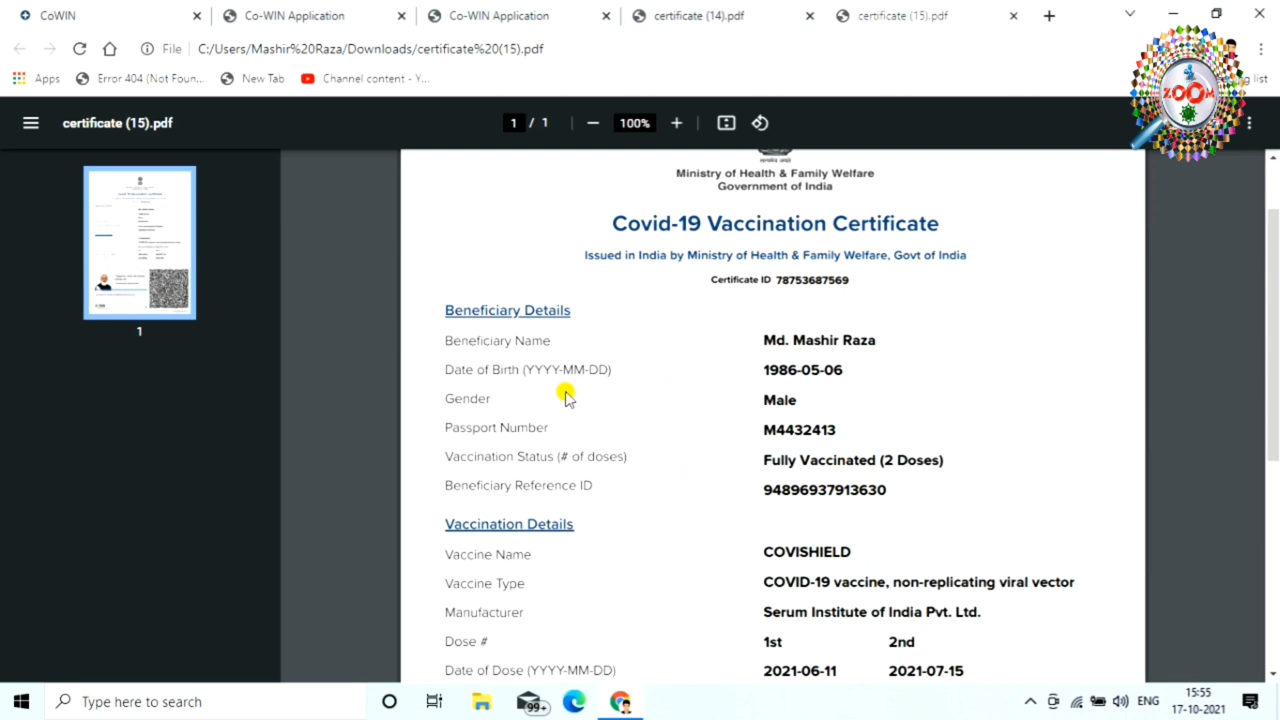 CoWIN
Co-WIN Application
Co-WIN Application
certificate (14).pdf
certificate (15).pdf
File
C:/Users/Mashir%20Raza/Downloads/certificate%20(15).pdf
Apps
Error 404 (Not Foun...
New Tab
Channel content - Y...
ZOOM
certificate (15).pdf
1 / 1
100%
Ministry of Health & Family Welfare
Government of India
Covid-19 Vaccination Certificate
Issued in India by Ministry of Health & Family Welfare, Govt of India
Certificate ID 78753687569
Beneficiary Details
Beneficiary Name Md. Mashir Raza
Date of Birth (YYYY-MM-DD) 1986-05-06
Gender Male
Passport Number M4432413
Vaccination Status (# of doses) Fully Vaccinated (2 Doses)
Beneficiary Reference ID 94896937913630
Vaccination Details
Vaccine Name COVISHIELD
Vaccine Type COVID-19 vaccine, non-replicating viral vector
Manufacturer Serum Institute of India Pvt. Ltd.
Dose # 1st 2nd
Date of Dose (YYYY-MM-DD) 2021-06-11 2021-07-15
1
Type here to search
99+
ENG
15:55
17-10-2021